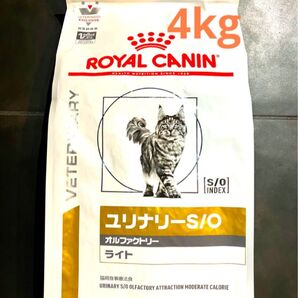 4kg
ROYAL CANIN
VETERINARY
S/O
INDEX
ユリナリーS/O
オルファクトリー
ライト
猫用食事療法食
URINARY S/O OLFACTORY ATTRACTION MODERATE CALORIE